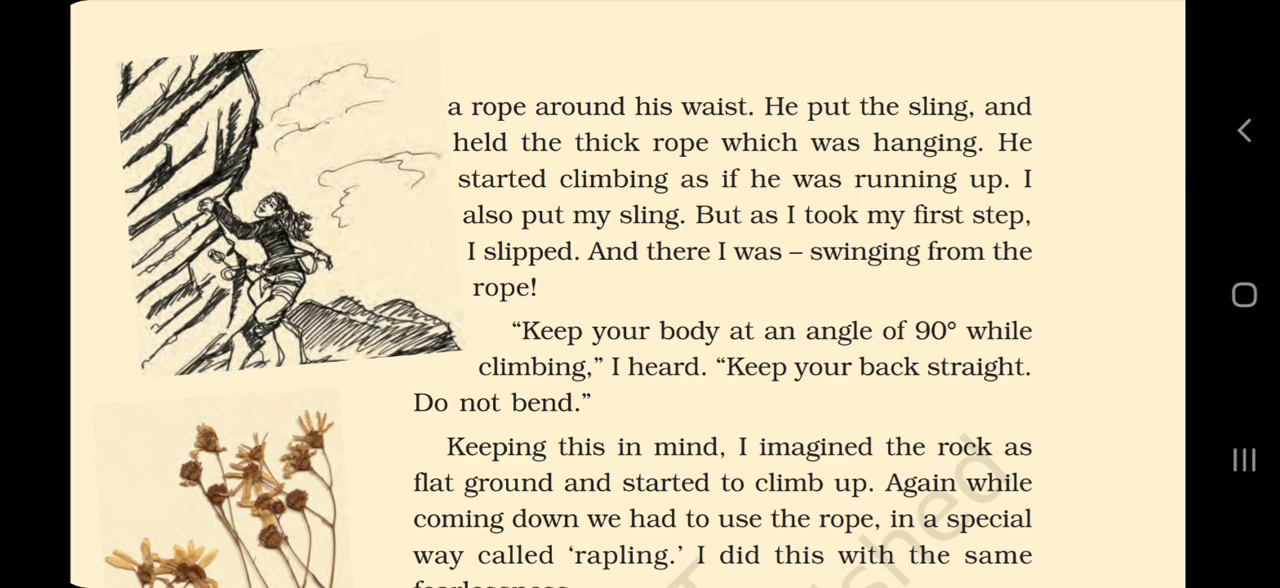 a rope around his waist. He put the sling, and
held the thick rope which was hanging. He
started climbing as if he was running up. I
also put my sling. But as I took my first step,
I slipped. And there I was – swinging from the
rope!
“Keep your body at an angle of 90° while
climbing,” I heard. “Keep your back straight.
Do not bend.”
Keeping this in mind, I imagined the rock as
flat ground and started to climb up. Again while
coming down we had to use the rope, in a special
way called ‘rapling.’ I did this with the same